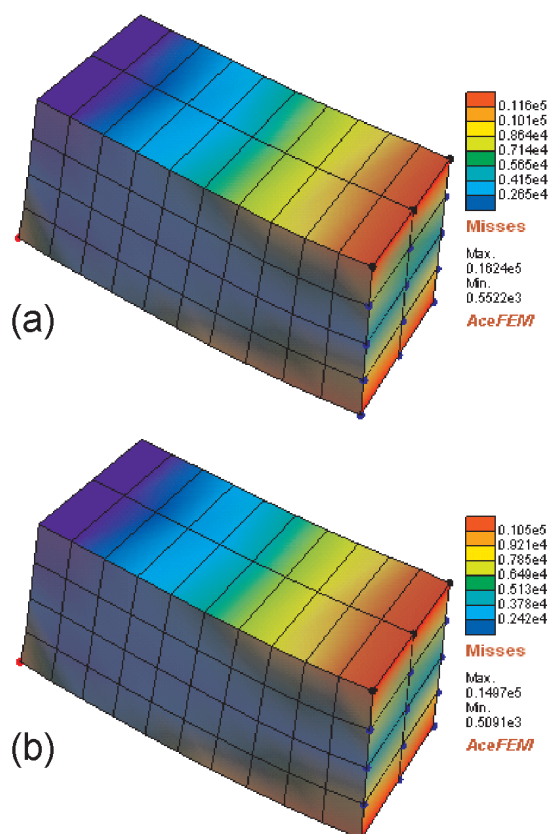 0.116e5
0.101e5
0.864e4
0.714e4
0.565e4
0.415e4
0.265e4
Misses
Max.
0.1624e5
Min.
0.5522e3
AceFEM
(a)
0.105e5
0.921e4
0.785e4
0.649e4
0.513e4
0.378e4
0.242e4
Misses
Max.
0.1497e5
Min.
0.5091e3
AceFEM
(b)